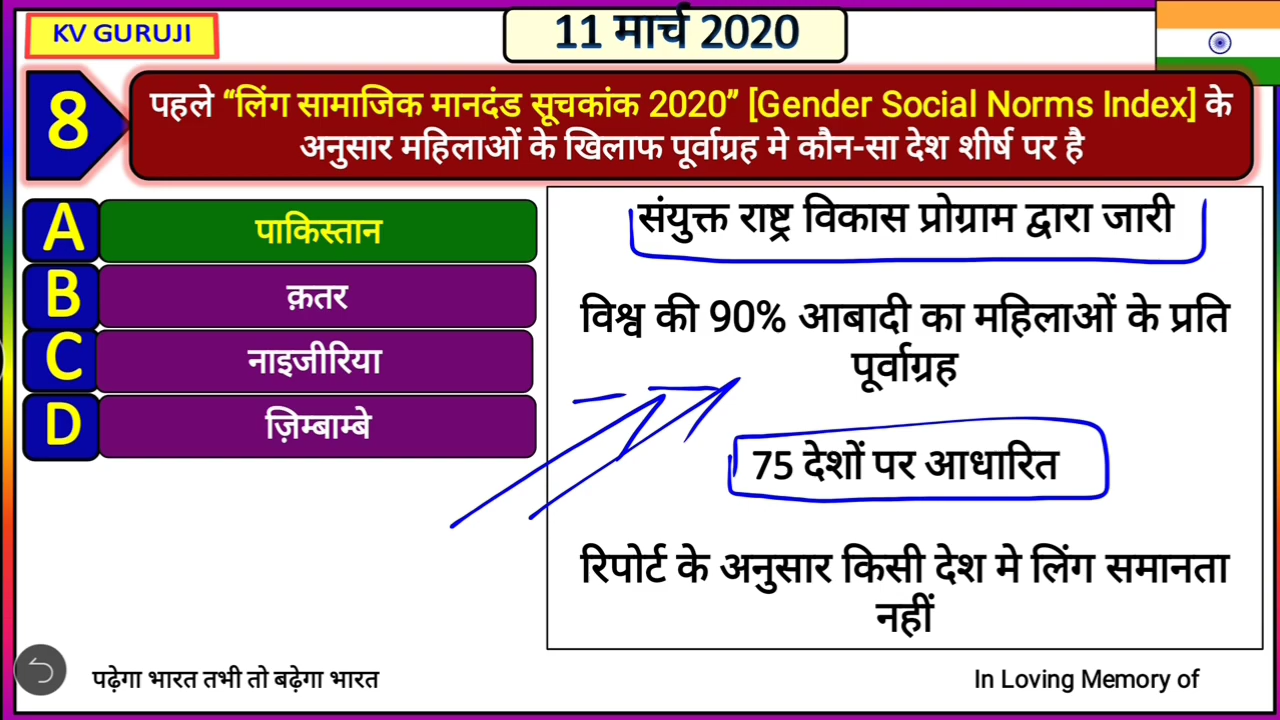 KV GURUJI
11 मार्च 2020
8
पहले “लिंग सामाजिक मानदंड सूचकांक 2020” [Gender Social Norms Index] के
अनुसार महिलाओं के खिलाफ पूर्वाग्रह मे कौन-सा देश शीर्ष पर है
A पाकिस्तान
B क़तर
C नाइजीरिया
D ज़िम्बाम्बे
संयुक्त राष्ट्र विकास प्रोग्राम द्वारा जारी
विश्व की 90% आबादी का महिलाओं के प्रति
पूर्वाग्रह
75 देशों पर आधारित
रिपोर्ट के अनुसार किसी देश मे लिंग समानता
नहीं
पढ़ेगा भारत तभी तो बढ़ेगा भारत
In Loving Memory of